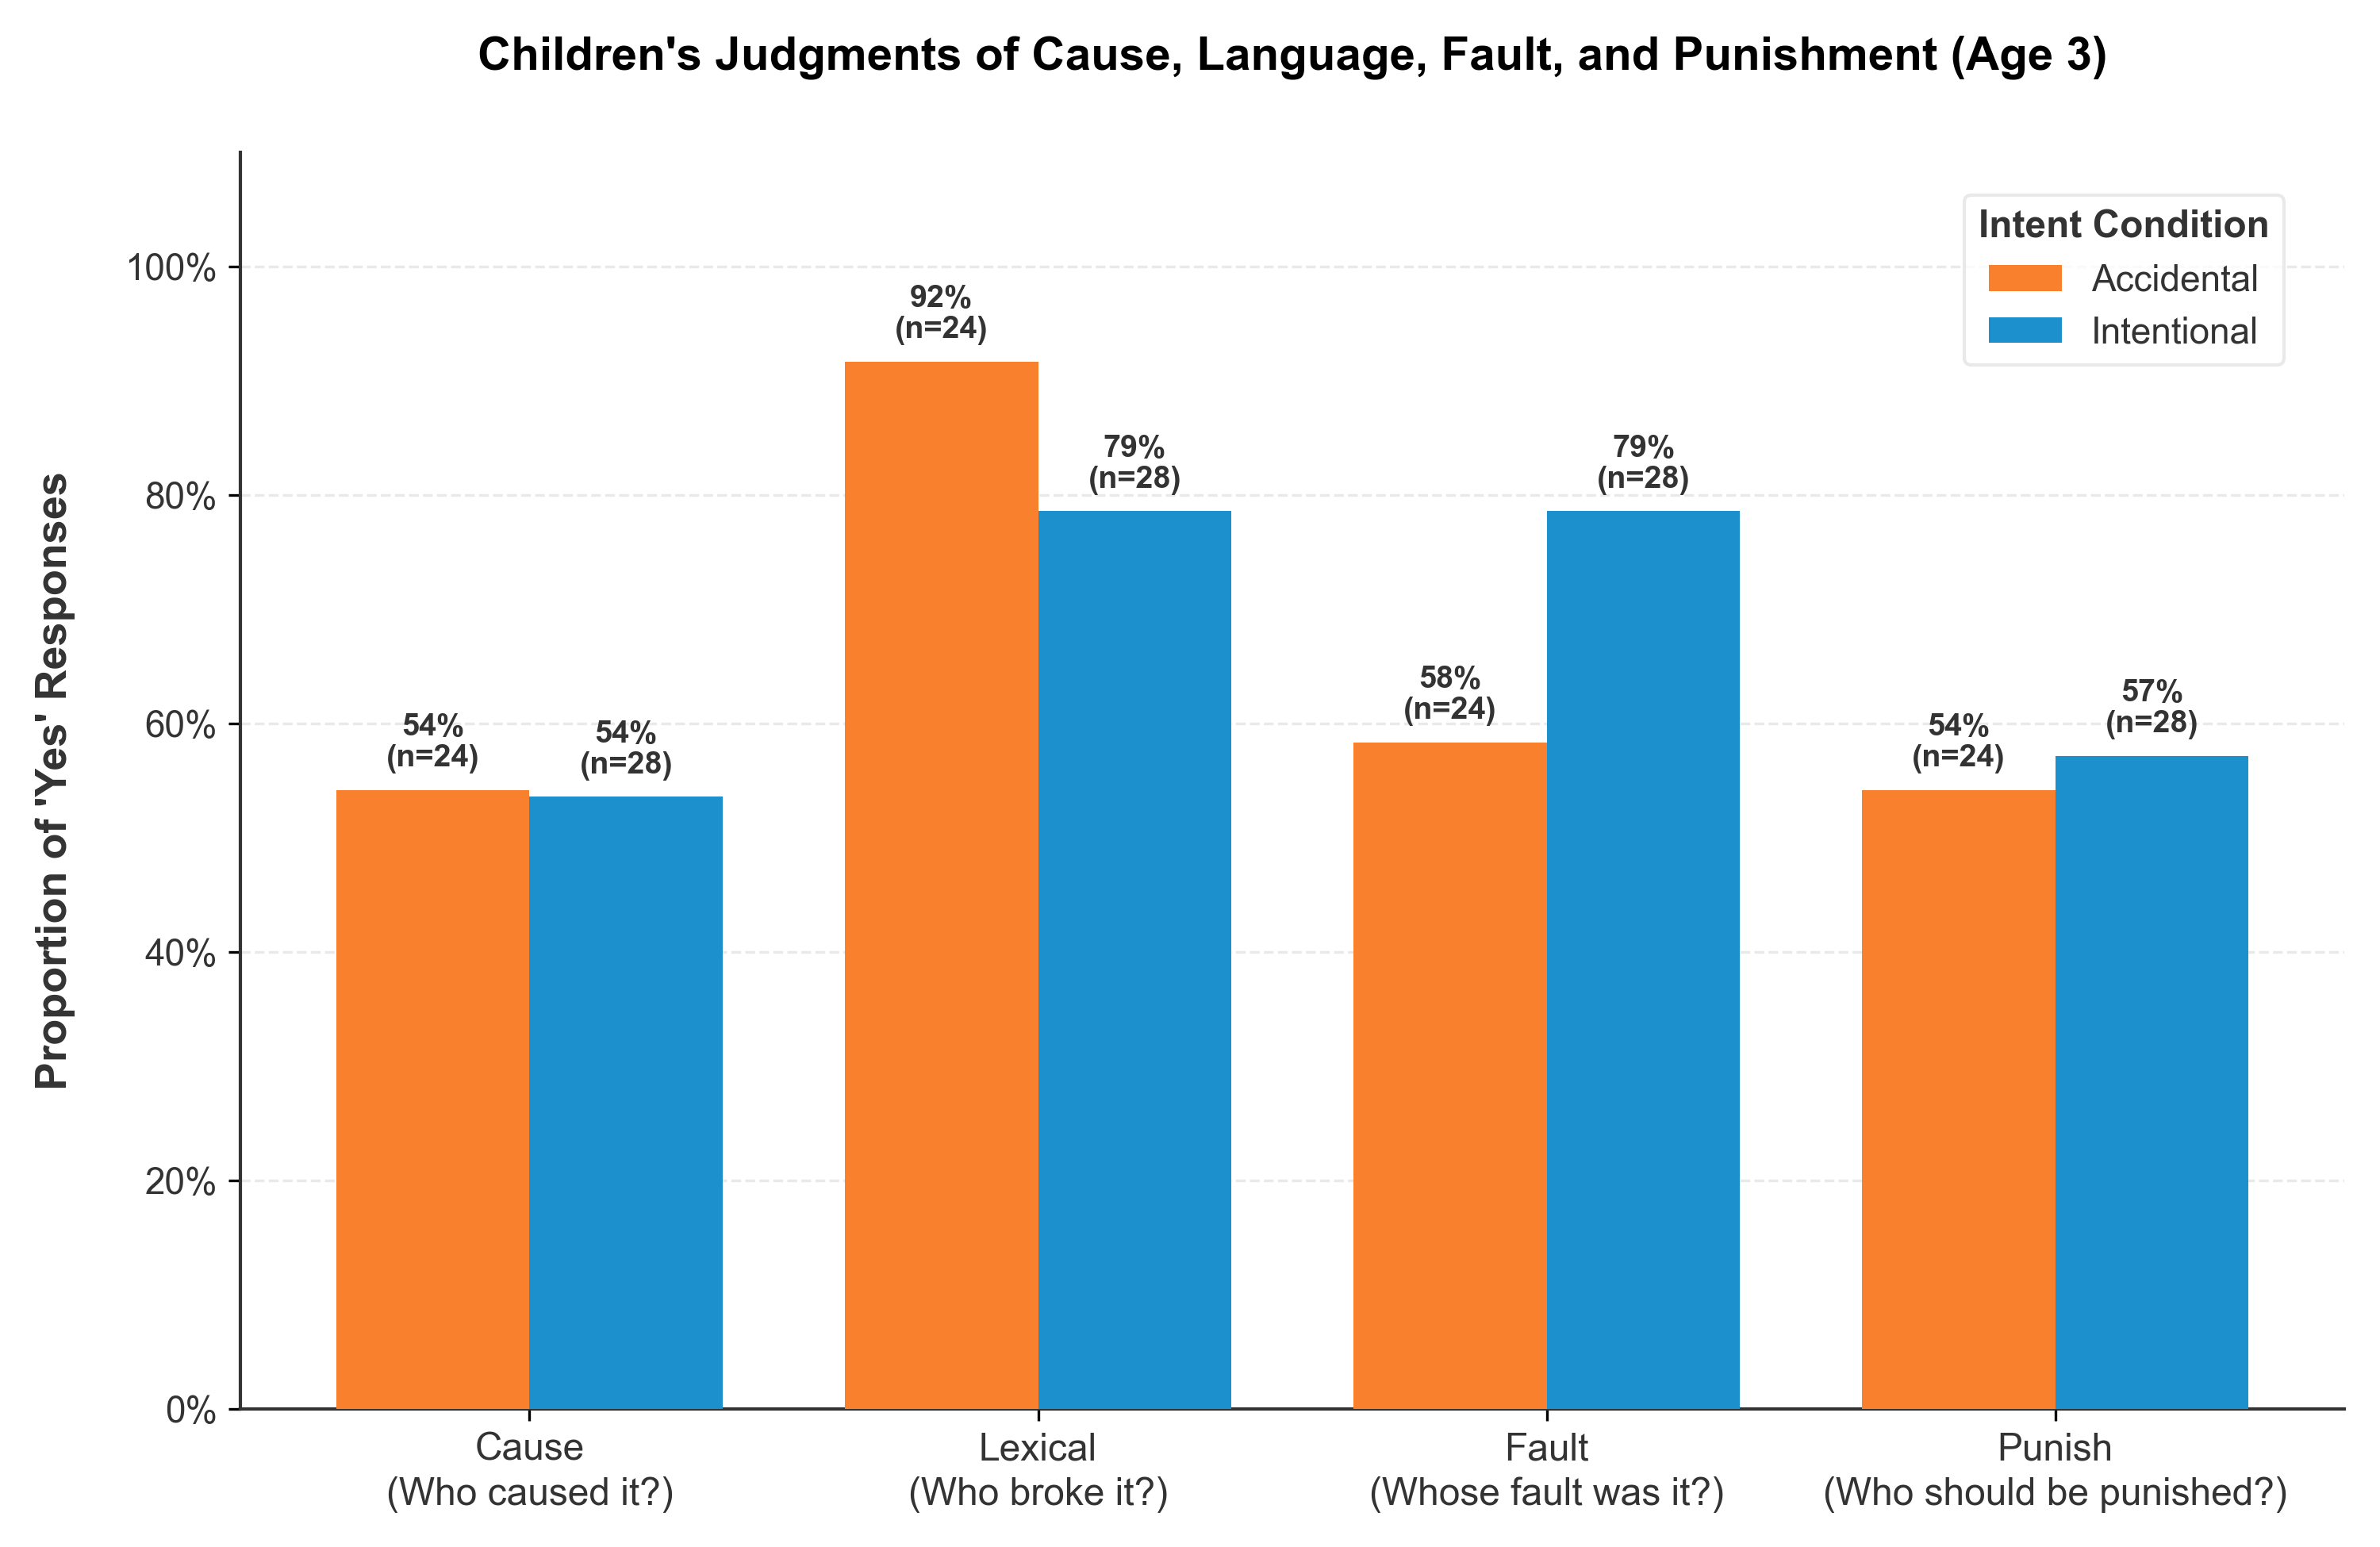 Children's Judgments of Cause, Language, Fault, and Punishment (Age 3)
Proportion of 'Yes' Responses
100%
80%
60%
40%
20%
0%
Intent Condition
Accidental
Intentional
54%
(n=24)
54%
(n=28)
92%
(n=24)
79%
(n=28)
58%
(n=24)
79%
(n=28)
54%
(n=24)
57%
(n=28)
Cause
(Who caused it?)
Lexical
(Who broke it?)
Fault
(Whose fault was it?)
Punish
(Who should be punished?)